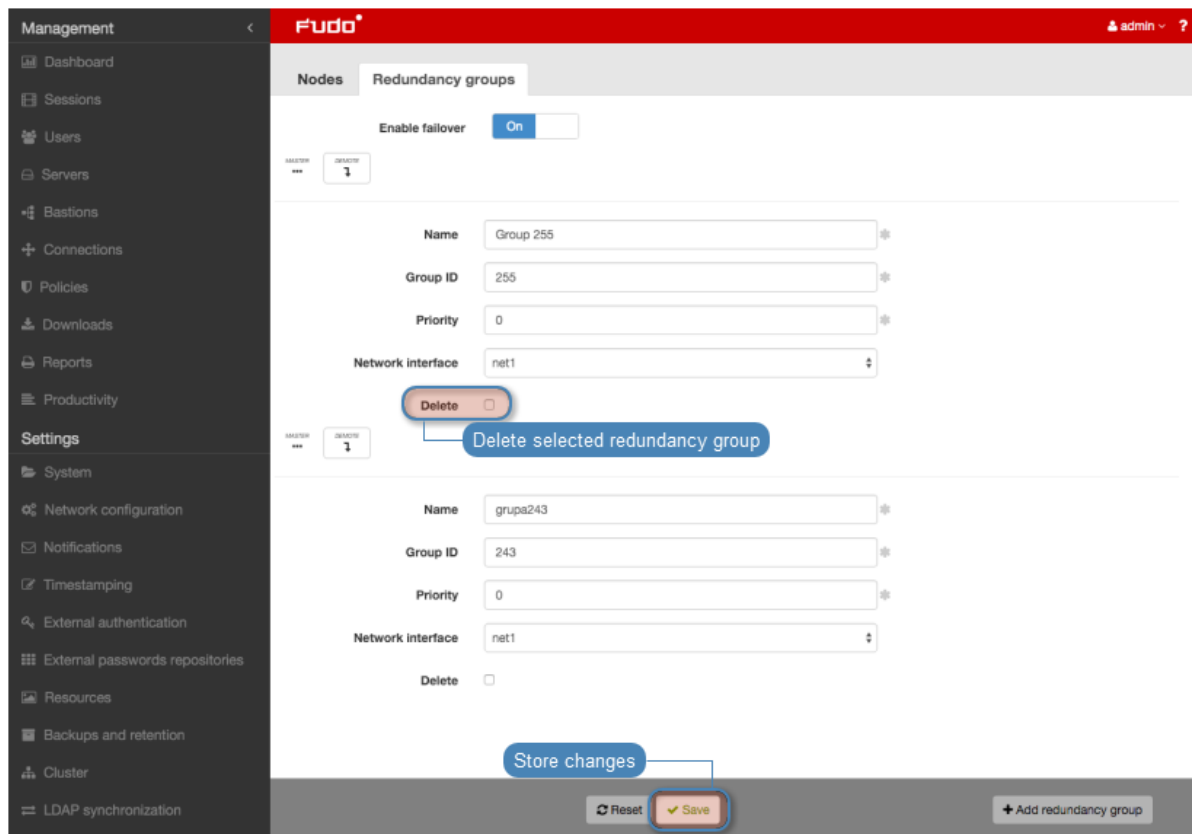 Management
FUDO
admin
?
Dashboard
Sessions
Users
Servers
Bastions
Connections
Policies
Downloads
Reports
Productivity
Settings
System
Network configuration
Notifications
Timestamping
External authentication
External passwords repositories
Resources
Backups and retention
Cluster
LDAP synchronization
Nodes
Redundancy groups
Enable failover
On
MASTER
DEMOTE
Name
Group 255
Group ID
255
Priority
0
Network interface
net1
Delete
Delete selected redundancy group
MASTER
DEMOTE
Name
grupa243
Group ID
243
Priority
0
Network interface
net1
Delete
Store changes
Reset
Save
+ Add redundancy group